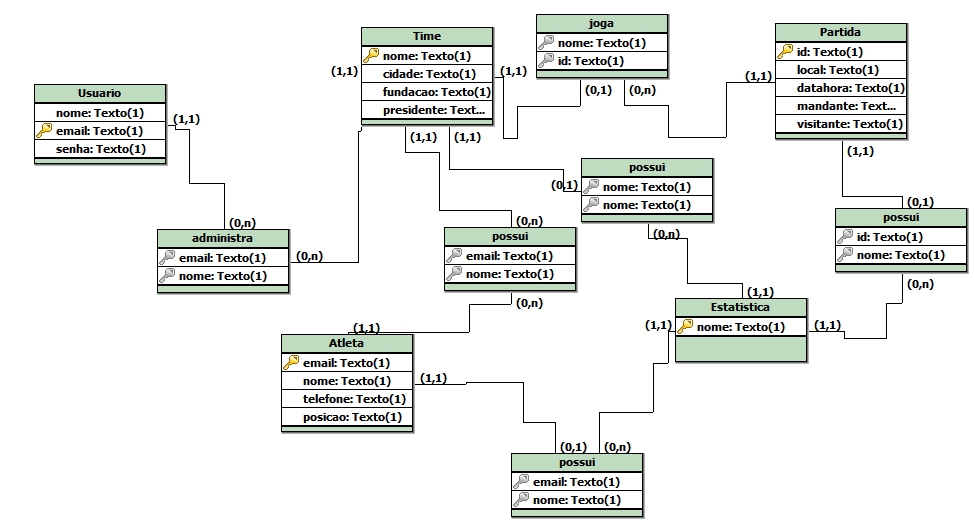 joga
nome: Texto(1)
id: Texto(1)
(0,1)
(0,n)
Time
nome: Texto(1)
cidade: Texto(1)
fundacao: Texto(1)
presidente: Text...
(1,1)
(1,1)
(1,1)
(1,1)
Partida
id: Texto(1)
local: Texto(1)
datahora: Texto(1)
mandante: Text...
visitante: Texto(1)
(1,1)
(1,1)
Usuario
nome: Texto(1)
email: Texto(1)
senha: Texto(1)
(1,1)
possui
nome: Texto(1)
nome: Texto(1)
(0,1)
(0,n)
possui
id: Texto(1)
nome: Texto(1)
(0,1)
(0,n)
administra
email: Texto(1)
nome: Texto(1)
(0,n)
(0,n)
possui
email: Texto(1)
nome: Texto(1)
(0,n)
(0,n)
Estatistica
nome: Texto(1)
(1,1)
(1,1)
(1,1)
Atleta
email: Texto(1)
nome: Texto(1)
telefone: Texto(1)
posicao: Texto(1)
(1,1)
(1,1)
possui
email: Texto(1)
nome: Texto(1)
(0,1)
(0,n)